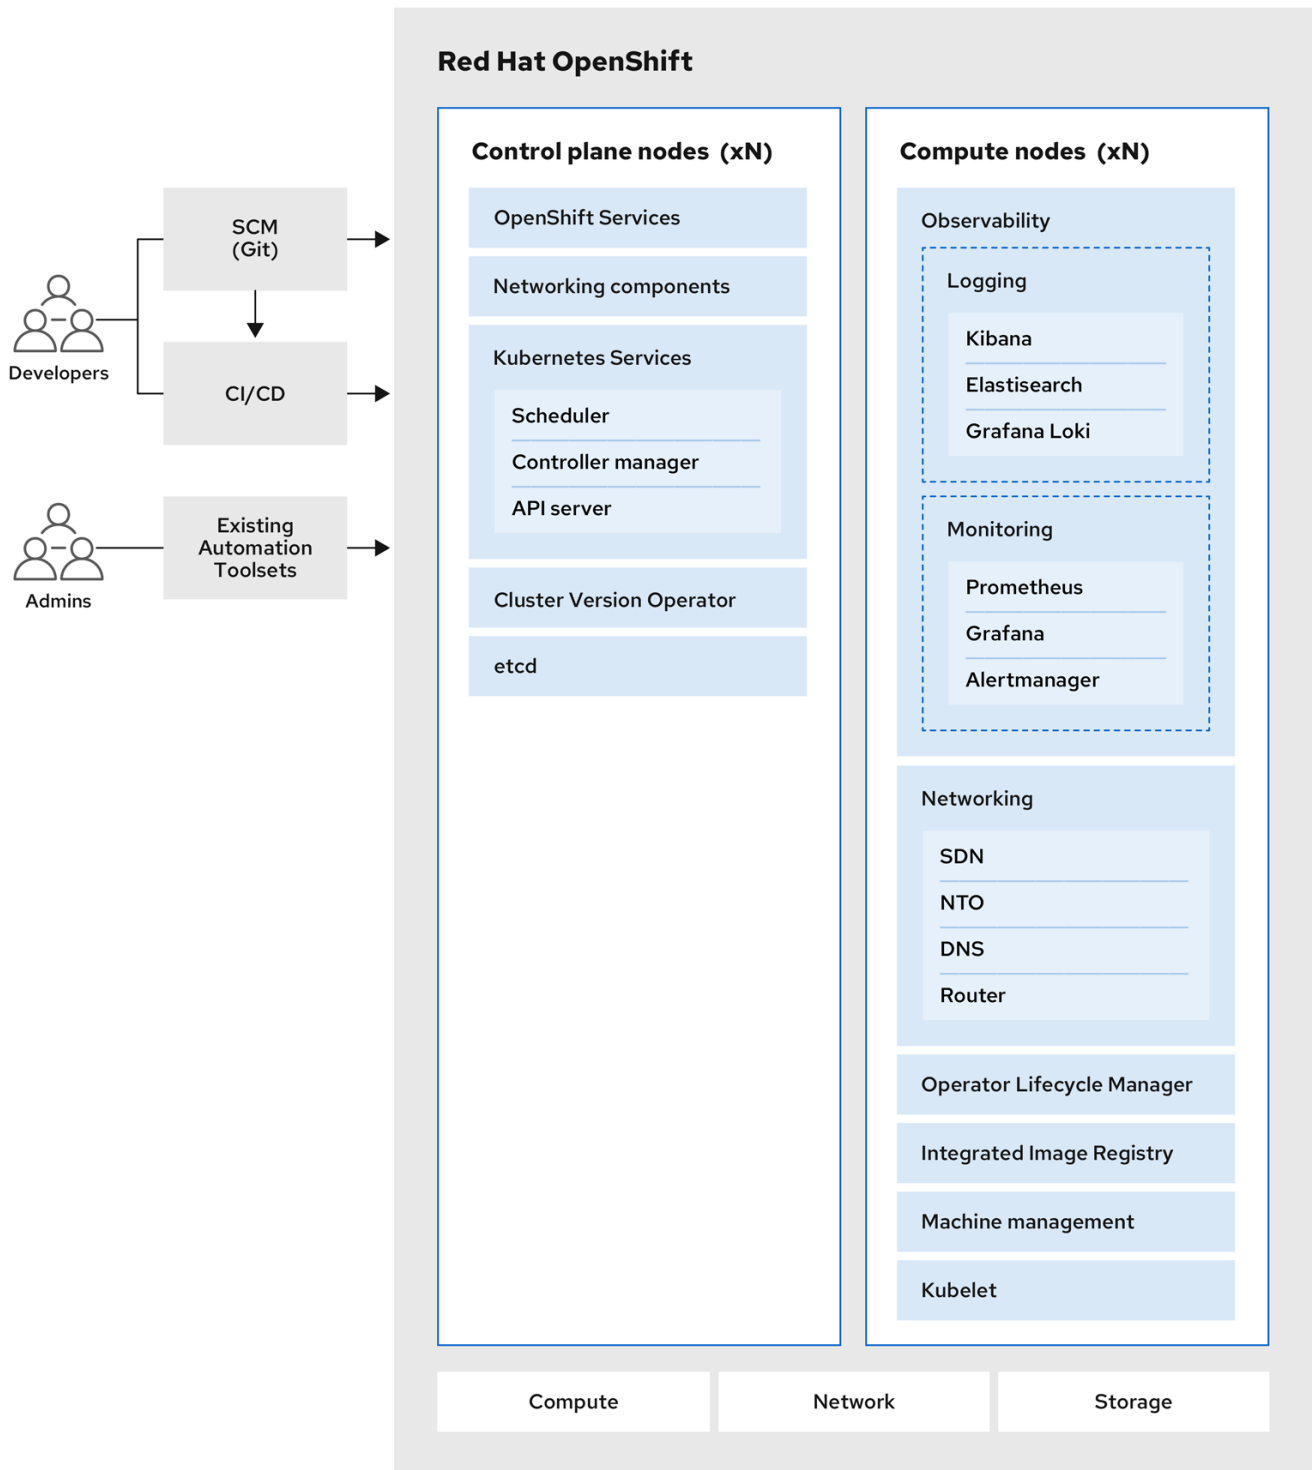 Red Hat OpenShift
SCM
(Git)
CI/CD
Developers
Existing
Automation
Toolsets
Admins
Control plane nodes (xN)
OpenShift Services
Networking components
Kubernetes Services
Scheduler
Controller manager
API server
Cluster Version Operator
etcd
Compute nodes (xN)
Observability
Logging
Kibana
Elastisearch
Grafana Loki
Monitoring
Prometheus
Grafana
Alertmanager
Networking
SDN
NTO
DNS
Router
Operator Lifecycle Manager
Integrated Image Registry
Machine management
Kubelet
Compute
Network
Storage